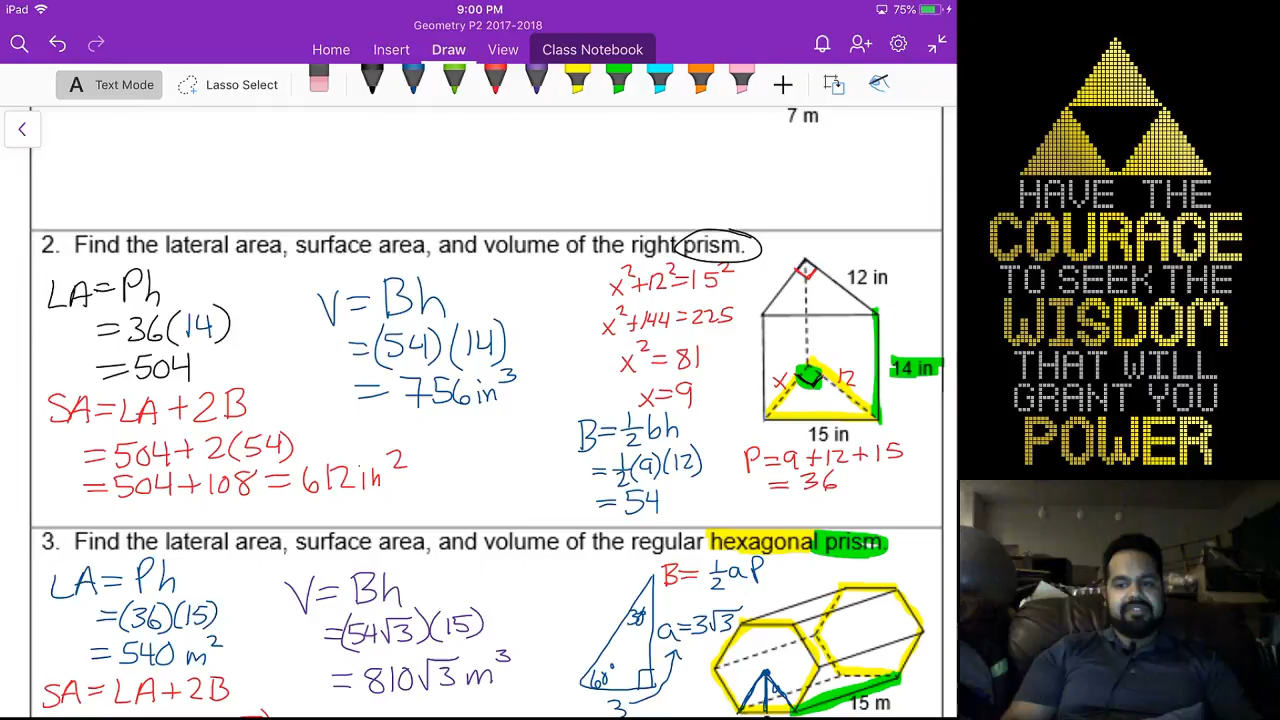 iPad
9:00 PM
75%
Geometry P2 2017-2018
Home Insert Draw View Class Notebook
A Text Mode Lasso Select
7 m
2. Find the lateral area, surface area, and volume of the right prism.
LA = Ph
= 36(14)
= 504
SA = LA + 2B
= 504 + 2(54)
= 504 + 108 = 612 in²
V = Bh
= (54)(14)
= 756 in³
x² + 12² = 15²
x² + 144 = 225
x² = 81
x = 9
B = ½bh
= ½(9)(12)
= 54
12 in
14 in
x 12
15 in
P = 9 + 12 + 15
= 36
3. Find the lateral area, surface area, and volume of the regular hexagonal prism.
LA = Ph
= (36)(15)
= 540 m²
SA = LA + 2B
V = Bh
= (54√3)(15)
= 810√3 m³
B = ½aP
30°
a = 3√3
60°
3
15 m
HAVE THE
COURAGE
TO SEEK THE
WISDOM
THAT WILL
GRANT YOU
POWER